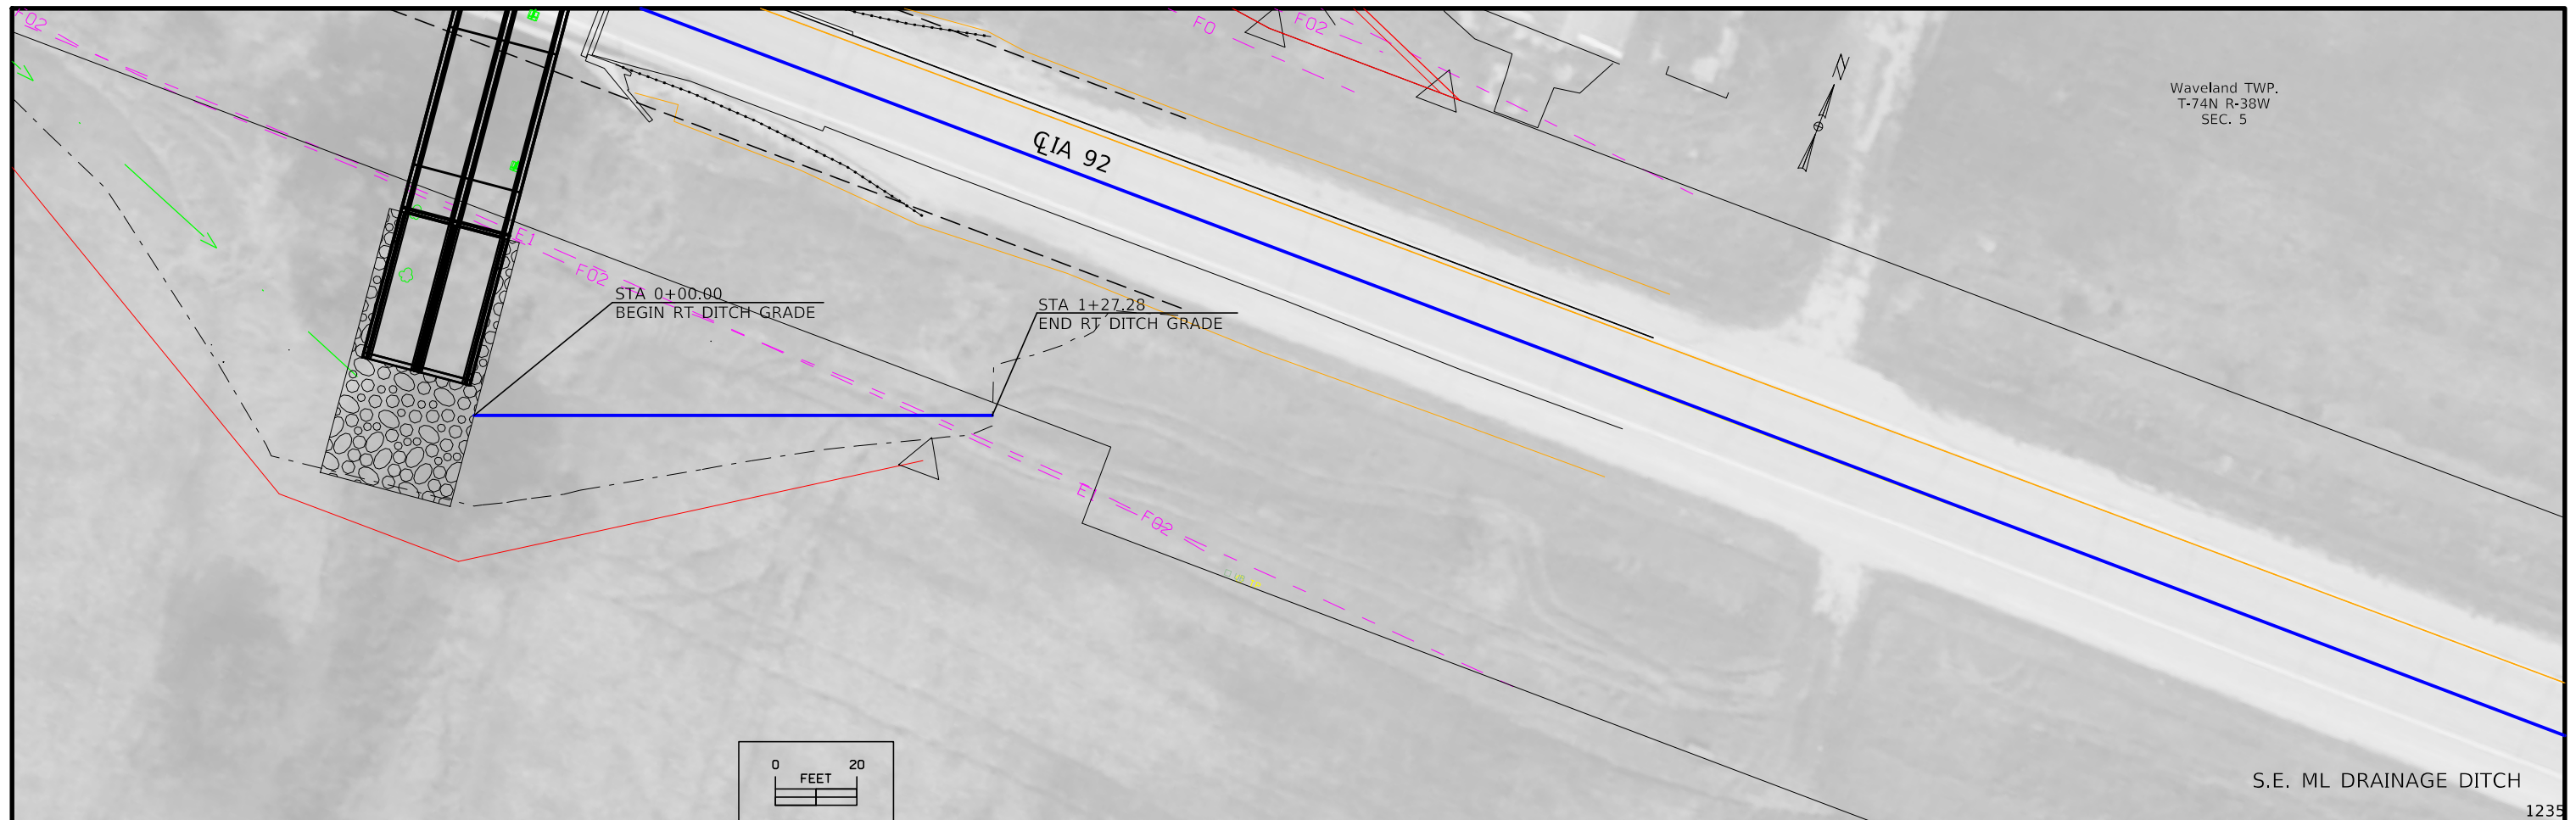 F02
F0
F02
Waveland TWP.
T-74N R-38W
SEC. 5
N
℄ IA 92
E1
F02
STA 0+00.00
BEGIN RT DITCH GRADE
STA 1+27.28
END RT DITCH GRADE
E1
F02
0 20
FEET
S.E. ML DRAINAGE DITCH
1235